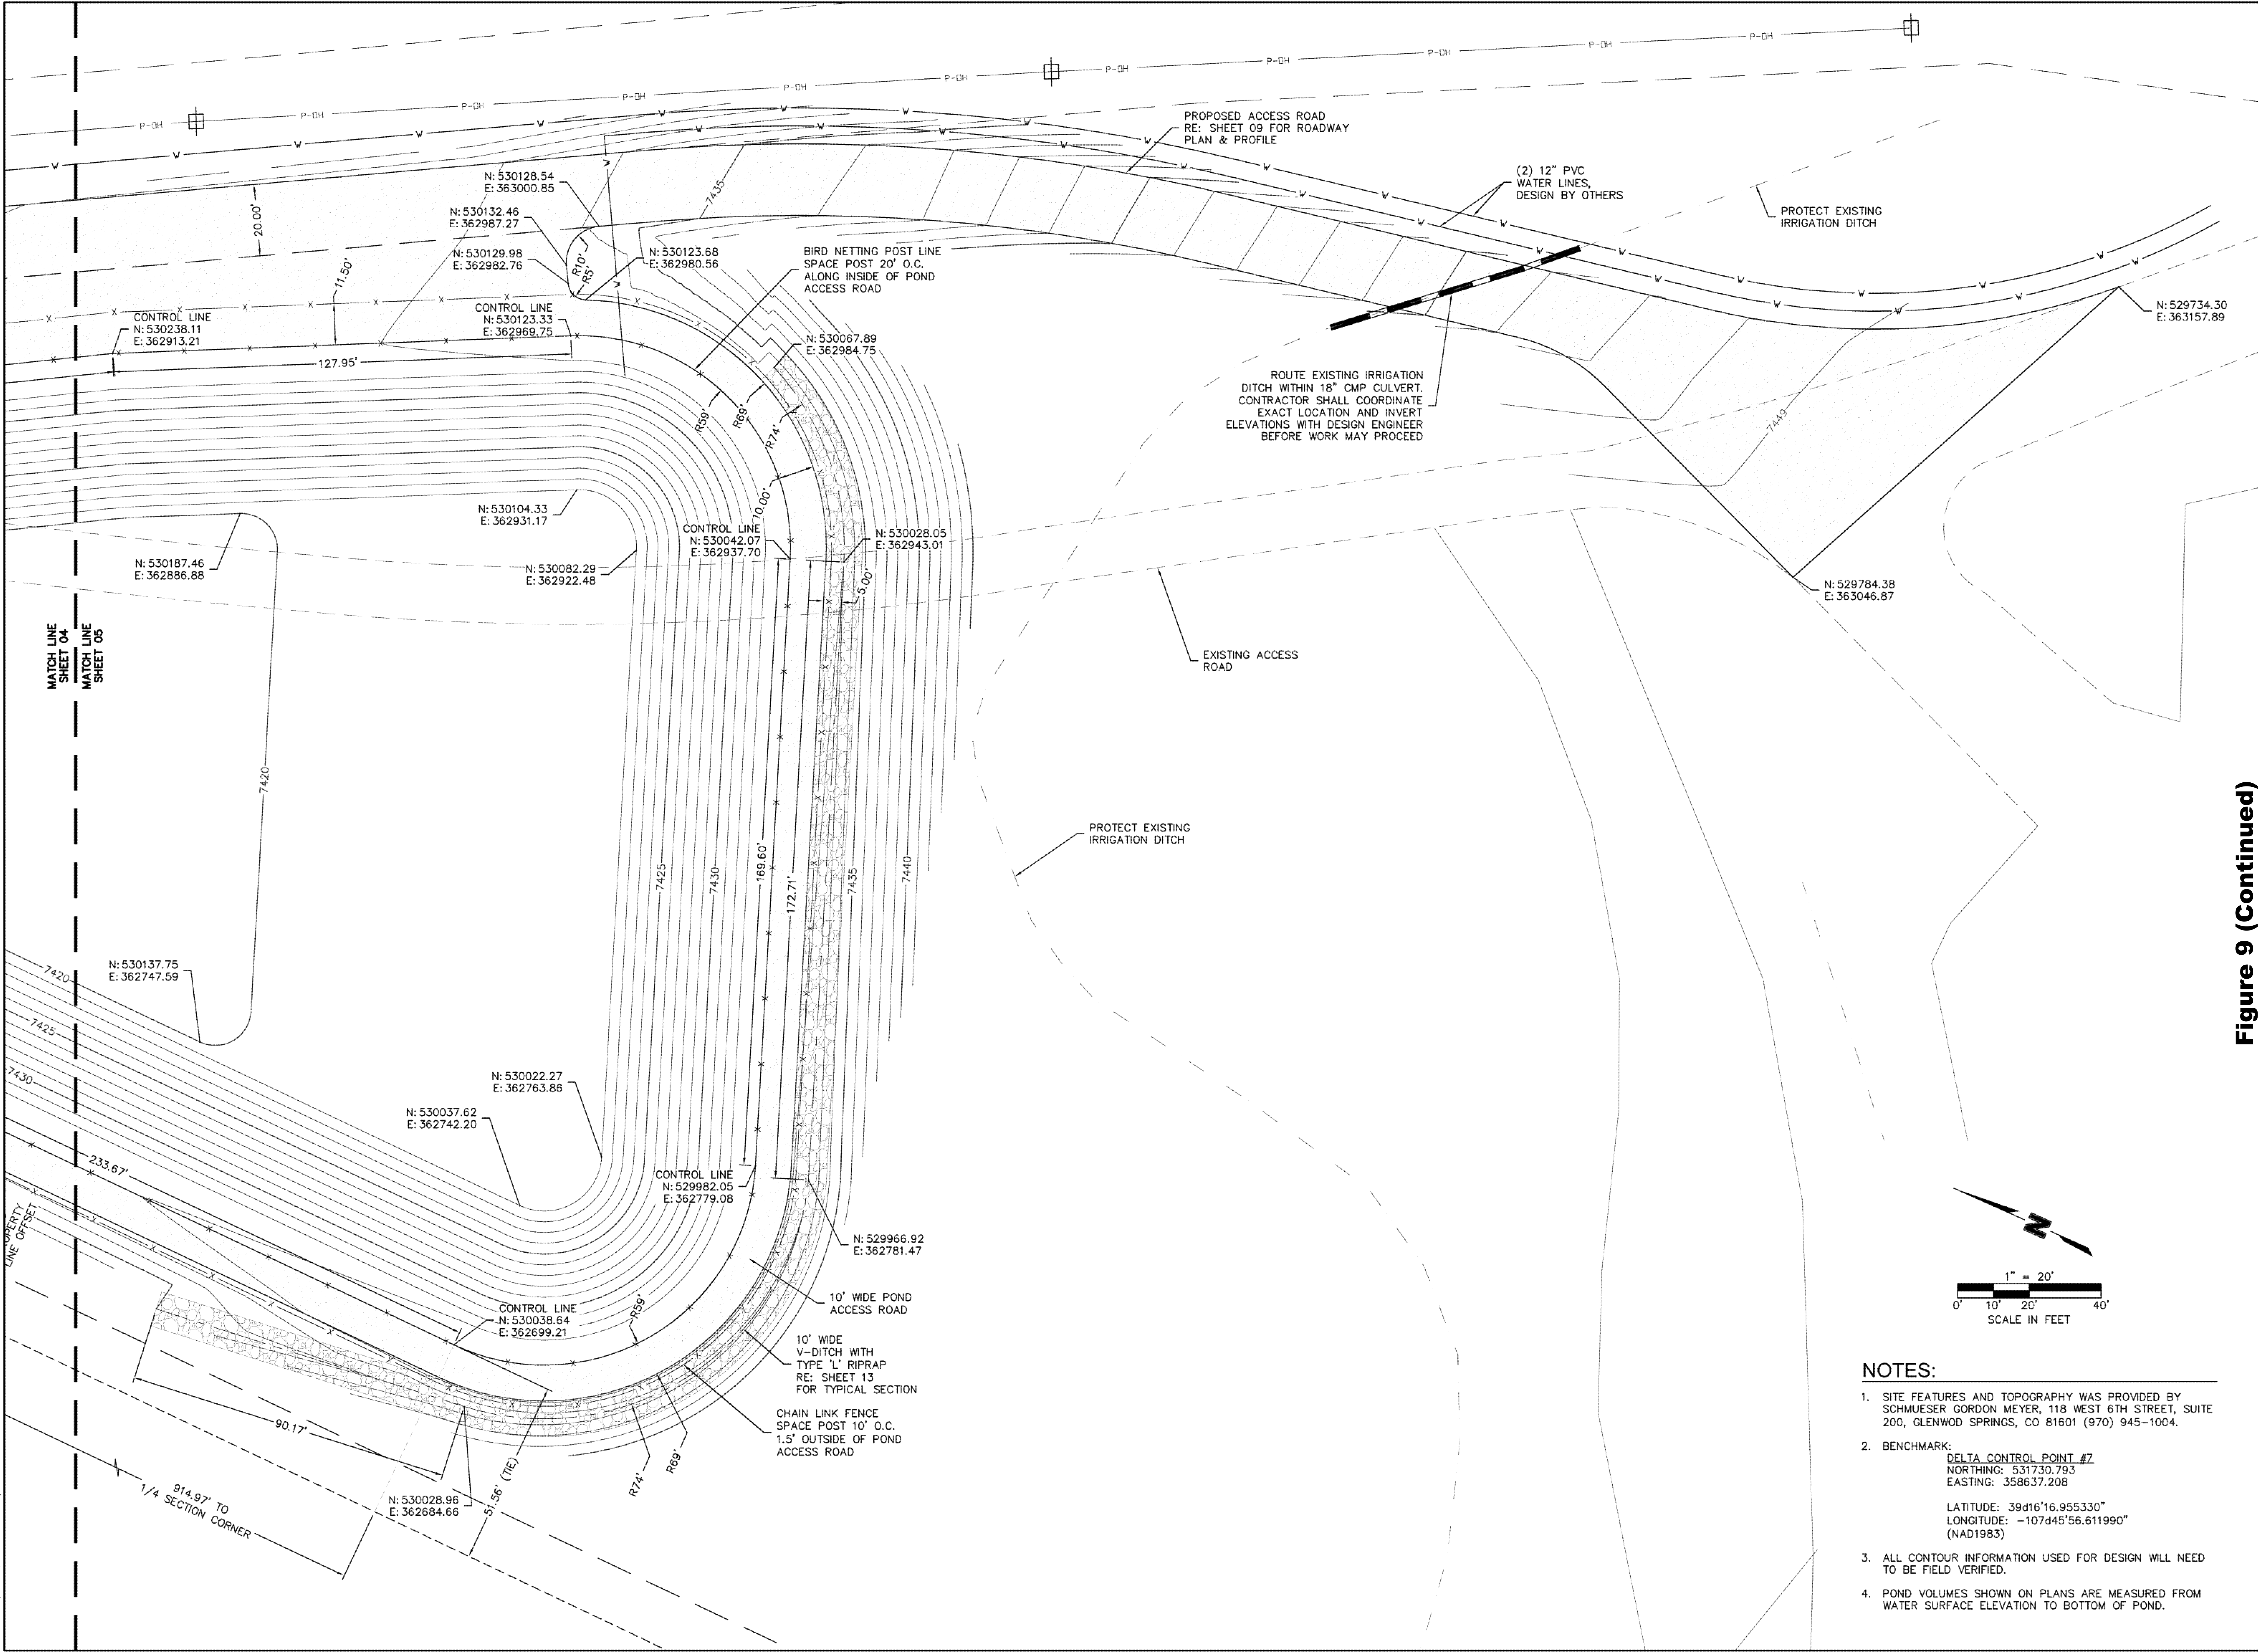 P-OH
P-OH
P-OH
P-OH
P-OH
P-OH
P-OH
P-OH
P-OH
P-OH
P-OH
PROPOSED ACCESS ROAD
RE: SHEET 09 FOR ROADWAY
PLAN & PROFILE
(2) 12" PVC
WATER LINES,
DESIGN BY OTHERS
PROTECT EXISTING
IRRIGATION DITCH
N: 530128.54
E: 363000.85
7435
20.00'
N: 530132.46
E: 362987.27
N: 530129.98
E: 362982.76
R10'
R5'
N: 530123.68
E: 362980.56
BIRD NETTING POST LINE
SPACE POST 20' O.C.
ALONG INSIDE OF POND
ACCESS ROAD
11.50'
CONTROL LINE
N: 530238.11
E: 362913.21
CONTROL LINE
N: 530123.33
E: 362969.75
127.95'
N: 530067.89
E: 362984.75
N: 529734.30
E: 363157.89
ROUTE EXISTING IRRIGATION
DITCH WITHIN 18" CMP CULVERT.
CONTRACTOR SHALL COORDINATE
EXACT LOCATION AND INVERT
ELEVATIONS WITH DESIGN ENGINEER
BEFORE WORK MAY PROCEED
R59'
R69'
R74'
7449
10.00'
N: 530104.33
E: 362931.17
CONTROL LINE
N: 530042.07
E: 362937.70
N: 530028.05
E: 362943.01
N: 530187.46
E: 362886.88
N: 530082.29
E: 362922.48
5.00'
N: 529784.38
E: 363046.87
MATCH LINE
SHEET 04
MATCH LINE
SHEET 05
EXISTING ACCESS
ROAD
7420
PROTECT EXISTING
IRRIGATION DITCH
7425
7430
169.60'
172.71'
7435
7440
Figure 9 (Continued)
N: 530137.75
E: 362747.59
7420
7425
7430
N: 530022.27
E: 362763.86
N: 530037.62
E: 362742.20
233.67'
CONTROL LINE
N: 529982.05
E: 362779.08
N: 529966.92
E: 362781.47
LINE OFFSET
N
10' WIDE POND
ACCESS ROAD
CONTROL LINE
N: 530038.64
E: 362699.21
R59'
10' WIDE
V-DITCH WITH
TYPE 'L' RIPRAP
RE: SHEET 13
FOR TYPICAL SECTION
CHAIN LINK FENCE
SPACE POST 10' O.C.
1.5' OUTSIDE OF POND
ACCESS ROAD
R69'
R74'
90.17'
51.56' (TIE)
N: 530028.96
E: 362684.66
914.97' TO
1/4 SECTION CORNER
1" = 20'
0' 10' 20' 40'
SCALE IN FEET
NOTES:
1. SITE FEATURES AND TOPOGRAPHY WAS PROVIDED BY
SCHMUESER GORDON MEYER, 118 WEST 6TH STREET, SUITE
200, GLENWOD SPRINGS, CO 81601 (970) 945-1004.
2. BENCHMARK:
DELTA CONTROL POINT #7
NORTHING: 531730.793
EASTING: 358637.208
LATITUDE: 39d16'16.955330"
LONGITUDE: -107d45'56.611990"
(NAD1983)
3. ALL CONTOUR INFORMATION USED FOR DESIGN WILL NEED
TO BE FIELD VERIFIED.
4. POND VOLUMES SHOWN ON PLANS ARE MEASURED FROM
WATER SURFACE ELEVATION TO BOTTOM OF POND.